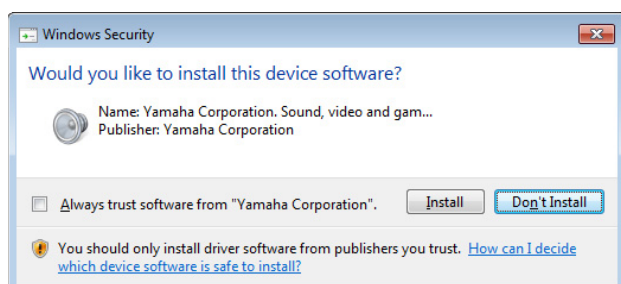 Windows Security
Would you like to install this device software?
Name: Yamaha Corporation. Sound, video and gam...
Publisher: Yamaha Corporation
Always trust software from "Yamaha Corporation".
Install
Don't Install
You should only install driver software from publishers you trust. How can I decide
which device software is safe to install?